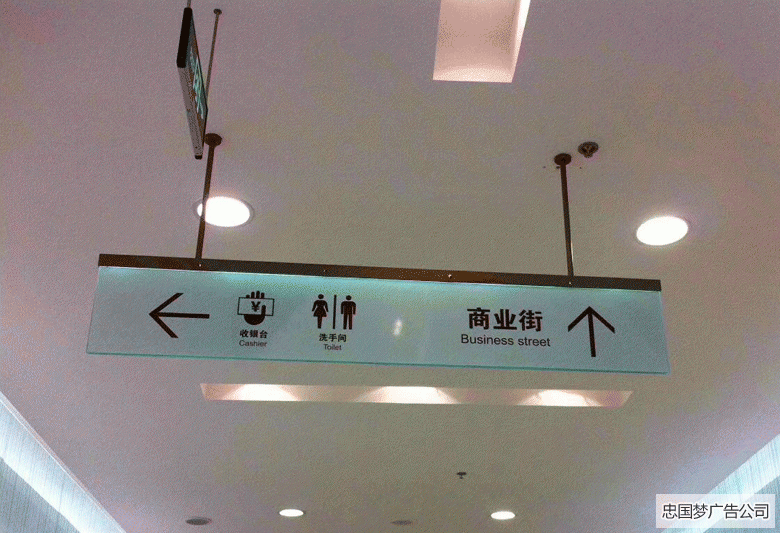 ¥
收银台
Cashier
洗手间
Toilet
商业街
Business street
忠国梦广告公司